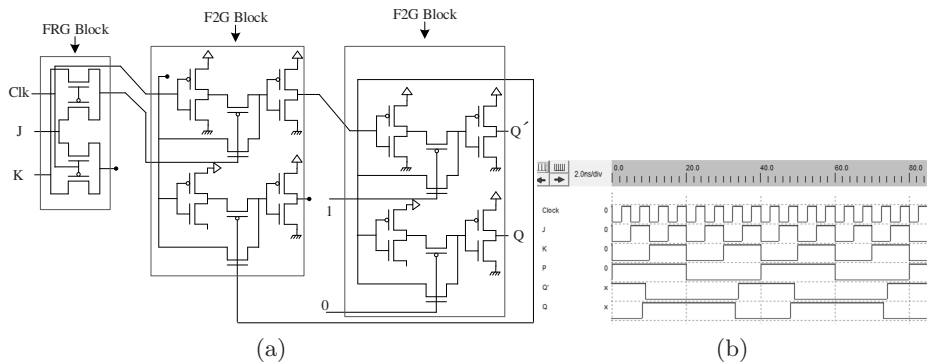 FRG Block
F2G Block
F2G Block
Clk
J
K
1
0
Q´
Q
(a)
2.0ns/div
0.0 20.0 40.0 60.0 80.0
Clock 0
J 0
K 0
P 0
Q' x
Q x
(b)